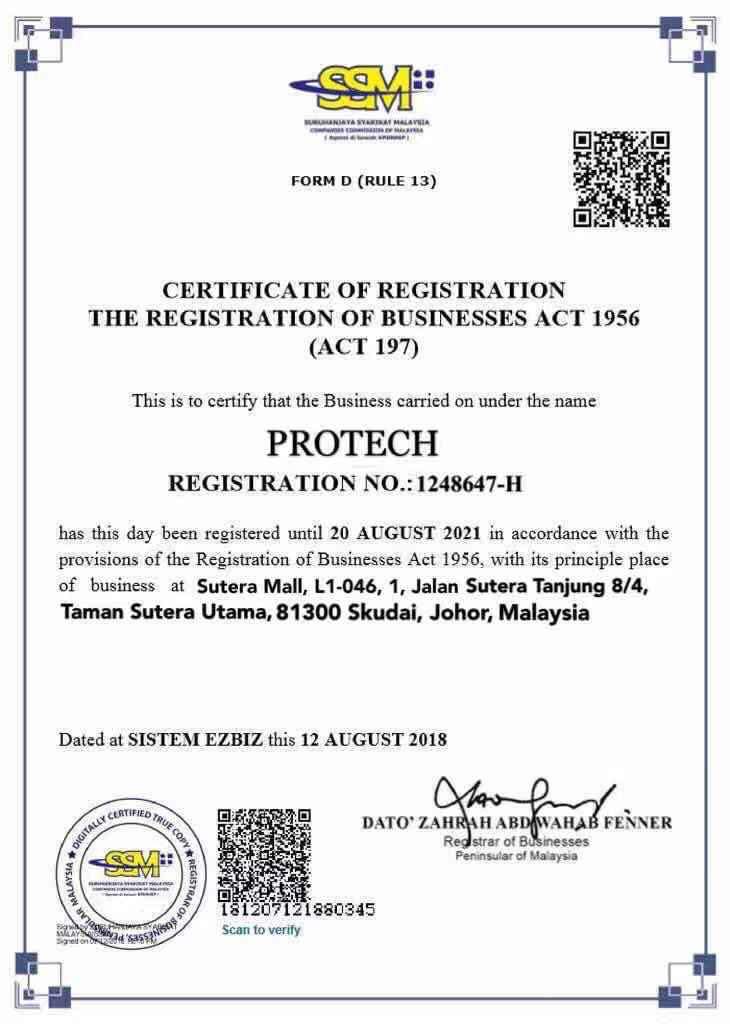 SSM
SURUHANJAYA SYARIKAT MALAYSIA
COMPANIES COMMISSION OF MALAYSIA
( Agensi di bawah KPDNHEP )
FORM D (RULE 13)
CERTIFICATE OF REGISTRATION
THE REGISTRATION OF BUSINESSES ACT 1956
(ACT 197)
This is to certify that the Business carried on under the name
PROTECH
REGISTRATION NO.:1248647-H
has this day been registered until 20 AUGUST 2021 in accordance with the
provisions of the Registration of Businesses Act 1956, with its principle place
of business at Sutera Mall, L1-046, 1, Jalan Sutera Tanjung 8/4,
Taman Sutera Utama, 81300 Skudai, Johor, Malaysia
Dated at SISTEM EZBIZ this 12 AUGUST 2018
DATO' ZAHRAH ABD WAHAB FENNER
Registrar of Businesses
Peninsular of Malaysia
DIGITALLY CERTIFIED TRUE COPY ★ REGISTRAR OF BUSINESSES, PENINSULAR MALAYSIA ★
SSM
SURUHANJAYA SYARIKAT MALAYSIA
COMPANIES COMMISSION OF MALAYSIA
181207121880345
Scan to verify
Signed by SURUHANJAYA SYARIKAT
MALAYSIA
Signed on